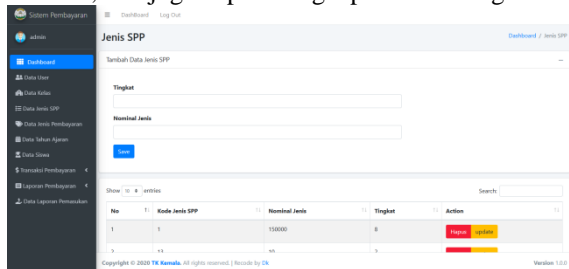 Sistem Pembayaran
Dashboard Log Out
admin
Jenis SPP
Dashboard / Jenis SPP
Dashboard
Tambah Data Jenis SPP
Data User
Data Kelas
Tingkat
Data Jenis SPP
Data Jenis Pembayaran
Nominal Jenis
Data Tahun Ajaran
Data Siswa
Save
Transaksi Pembayaran
Laporan Pembayaran
Show 10 entries
Search:
Data Laporan Pemasukan
No Kode Jenis SPP Nominal Jenis Tingkat Action
1 1 150000 B Hapus update
Copyright © 2020 TK Kamala. All rights reserved. | Recode by Dk
Version 1.0.0